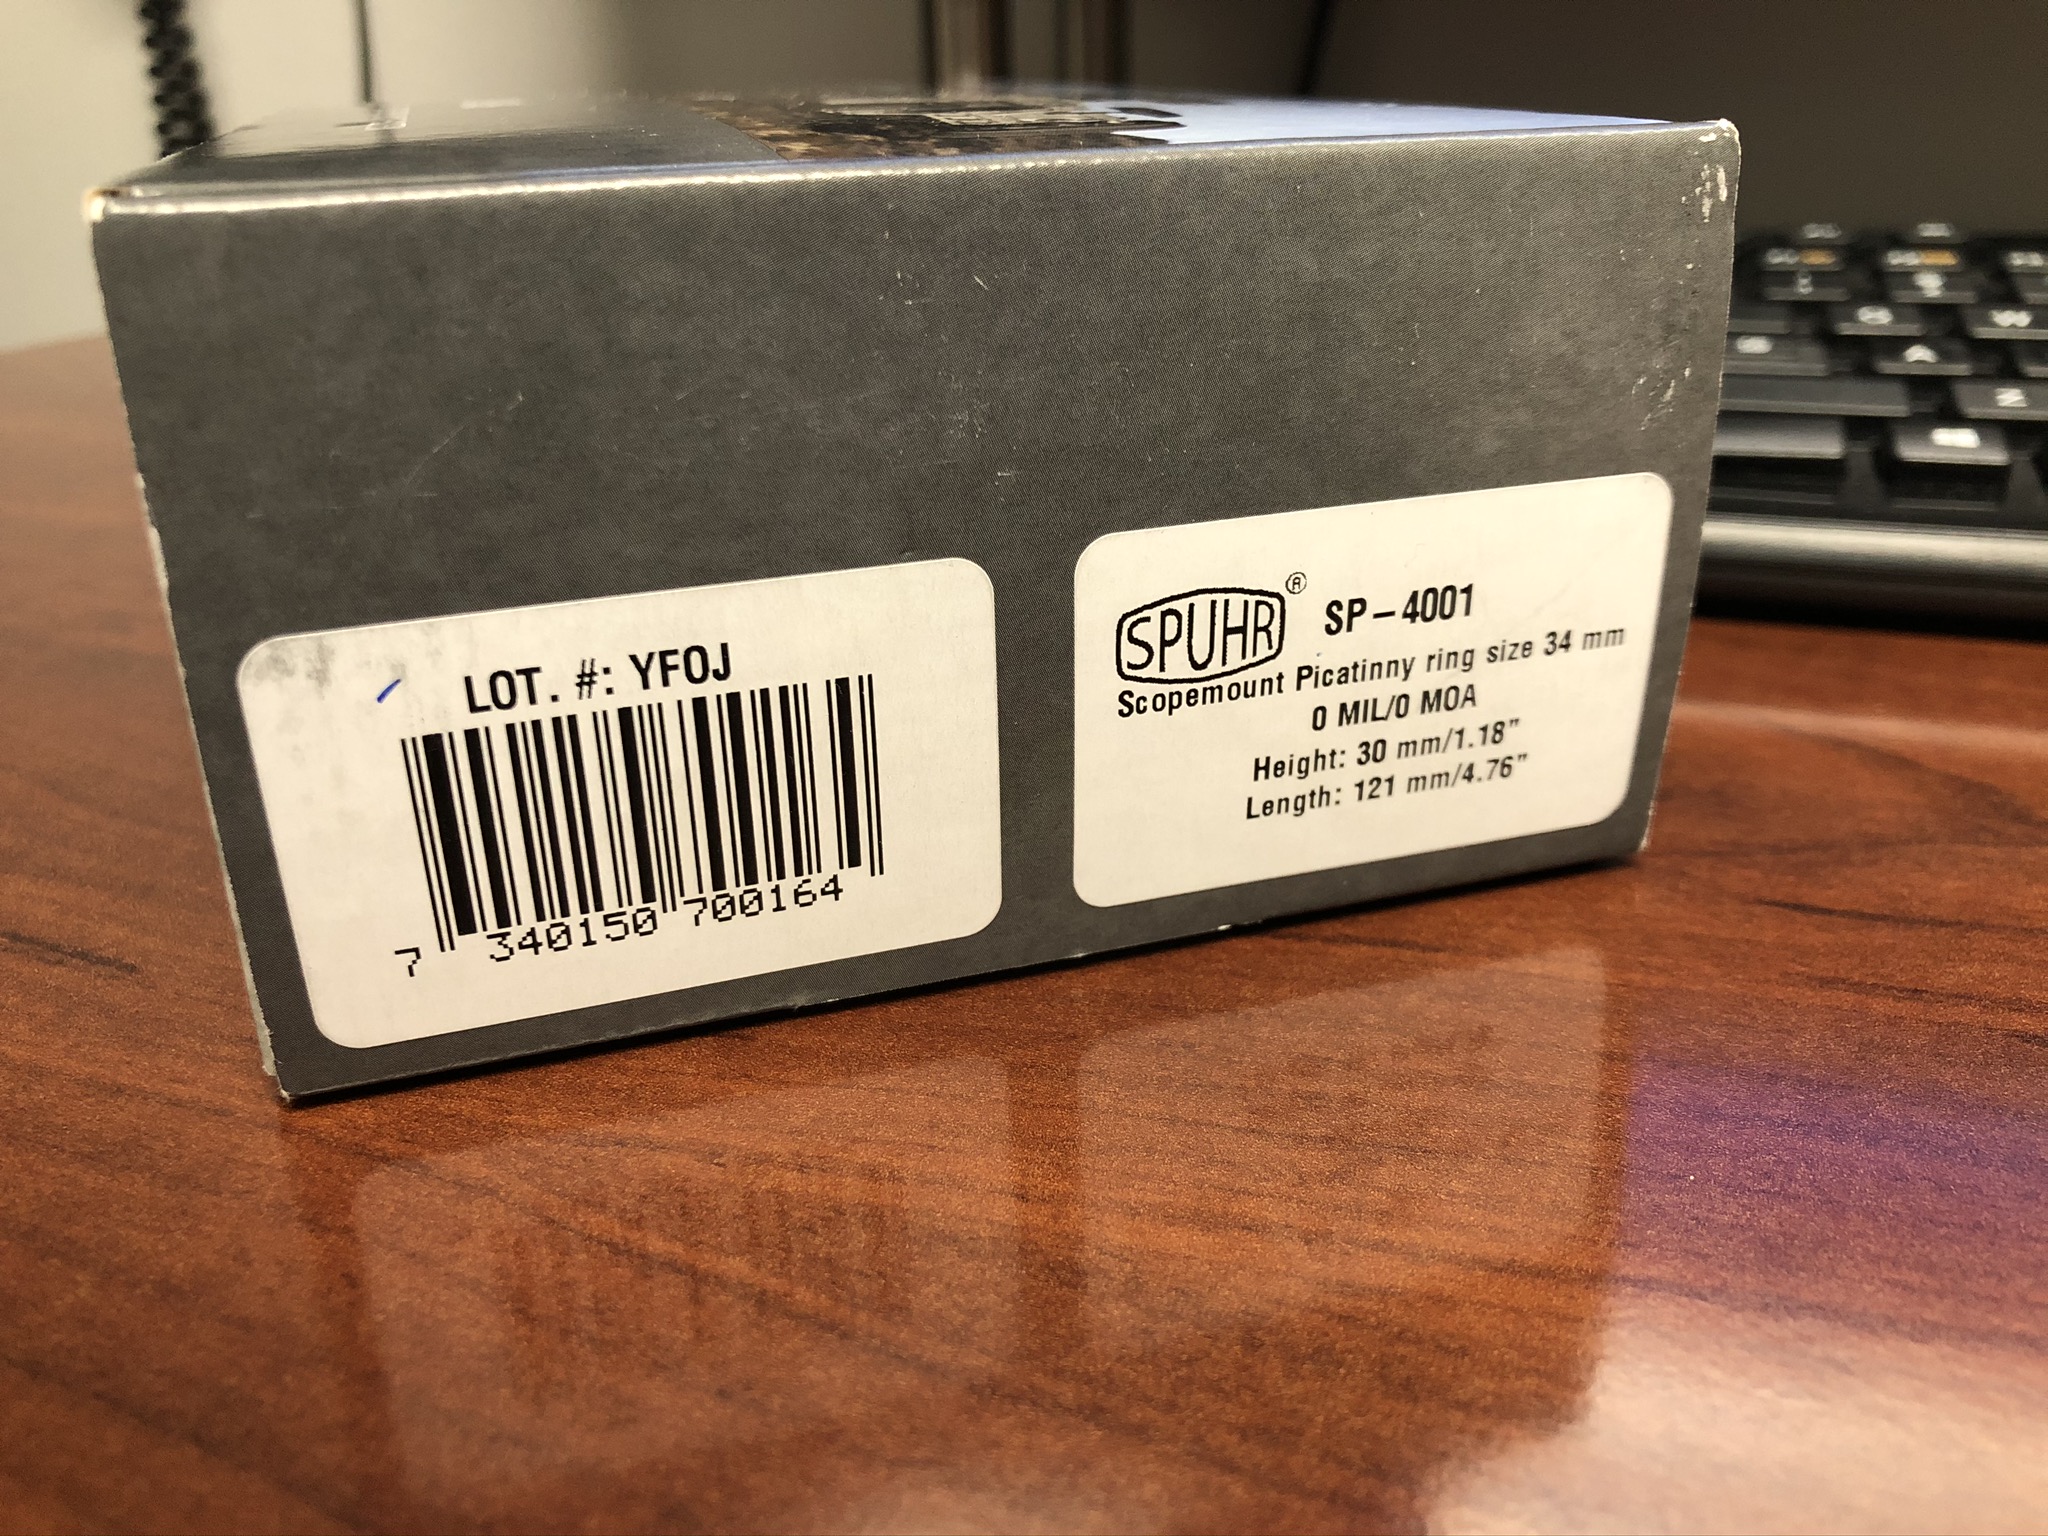 LOT. #: YFOJ
7 340150 700164
SPUHR® SP-4001
Scopemount Picatinny ring size 34 mm
0 MIL/0 MOA
Height: 30 mm/1.18"
Length: 121 mm/4.76"
Q
W
S
A
Z